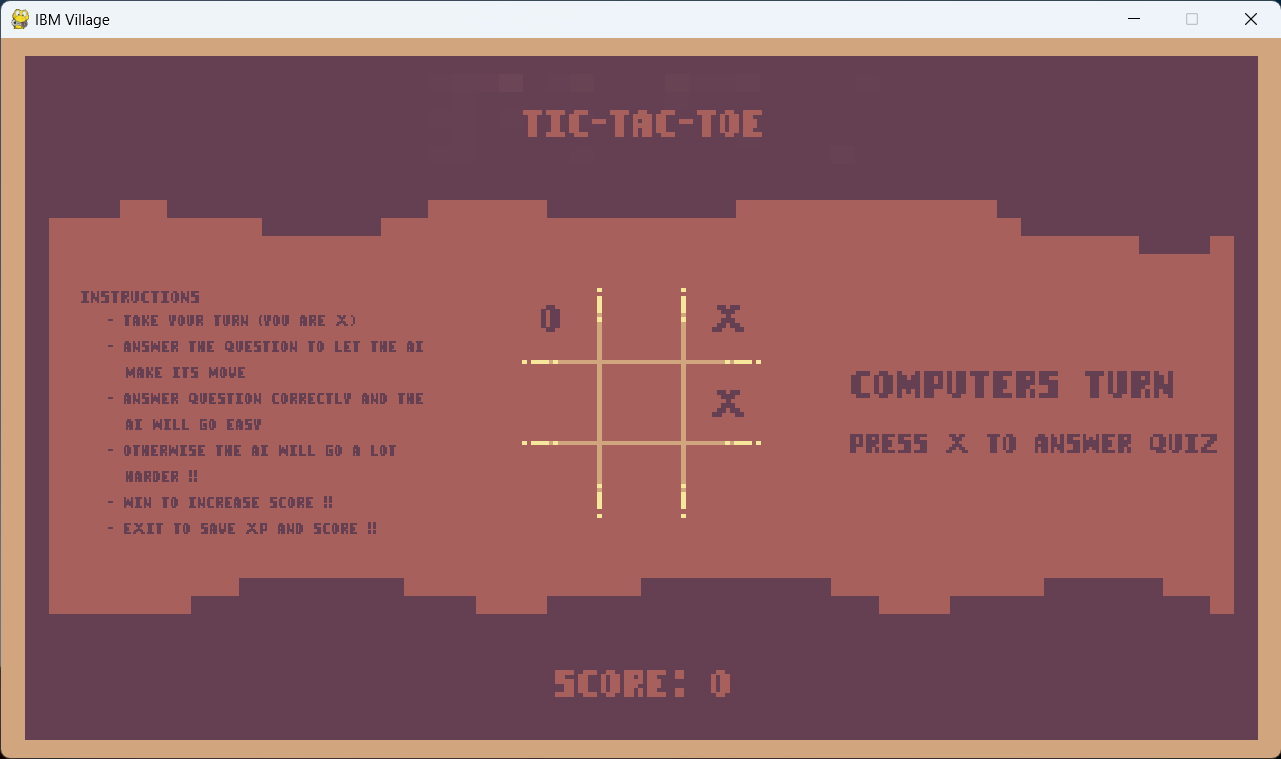 IBM Village
TIC-TAC-TOE
INSTRUCTIONS
- TAKE YOUR TURN (YOU ARE X)
- ANSWER THE QUESTION TO LET THE AI
MAKE ITS MOVE
- ANSWER QUESTION CORRECTLY AND THE
AI WILL GO EASY
- OTHERWISE THE AI WILL GO A LOT
HARDER !!
- WIN TO INCREASE SCORE !!
- EXIT TO SAVE XP AND SCORE !!
O X
X
COMPUTERS TURN
PRESS X TO ANSWER QUIZ
SCORE: 0